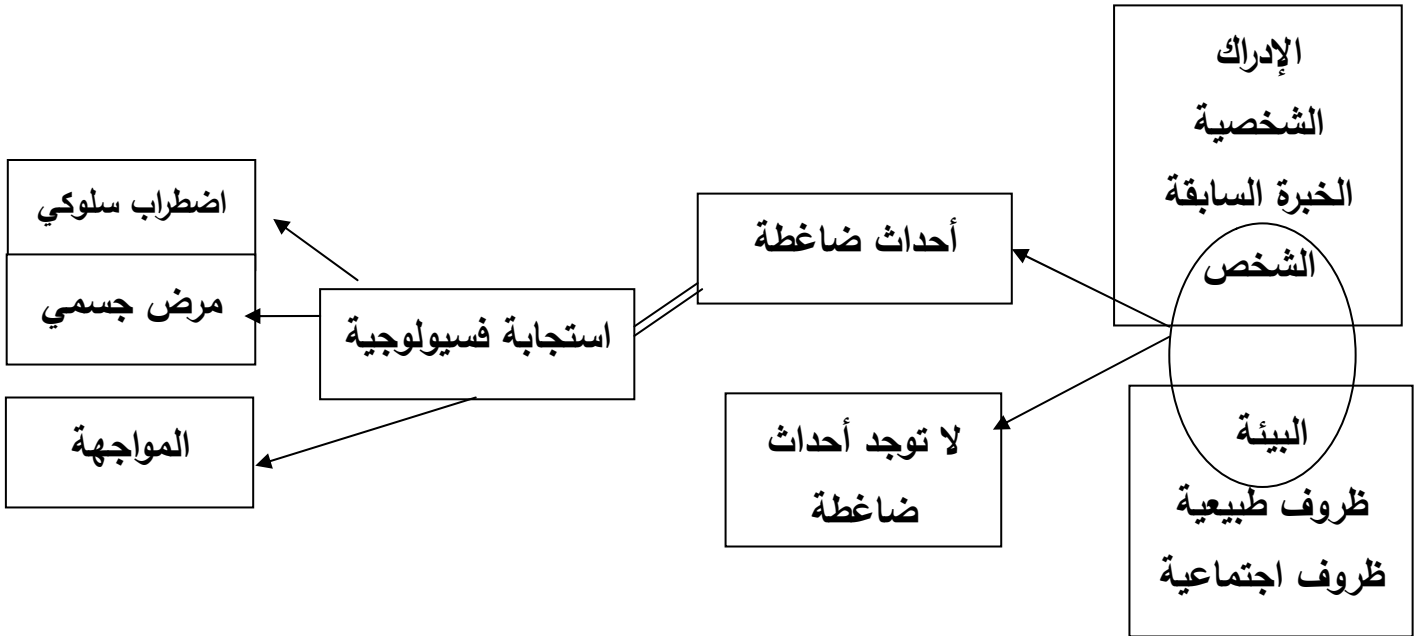 الإدراك
الشخصية
الخبرة السابقة
الشخص
البيئة
ظروف طبيعية
ظروف اجتماعية
أحداث ضاغطة
لا توجد أحداث
ضاغطة
استجابة فسيولوجية
اضطراب سلوكي
مرض جسمي
المواجهة